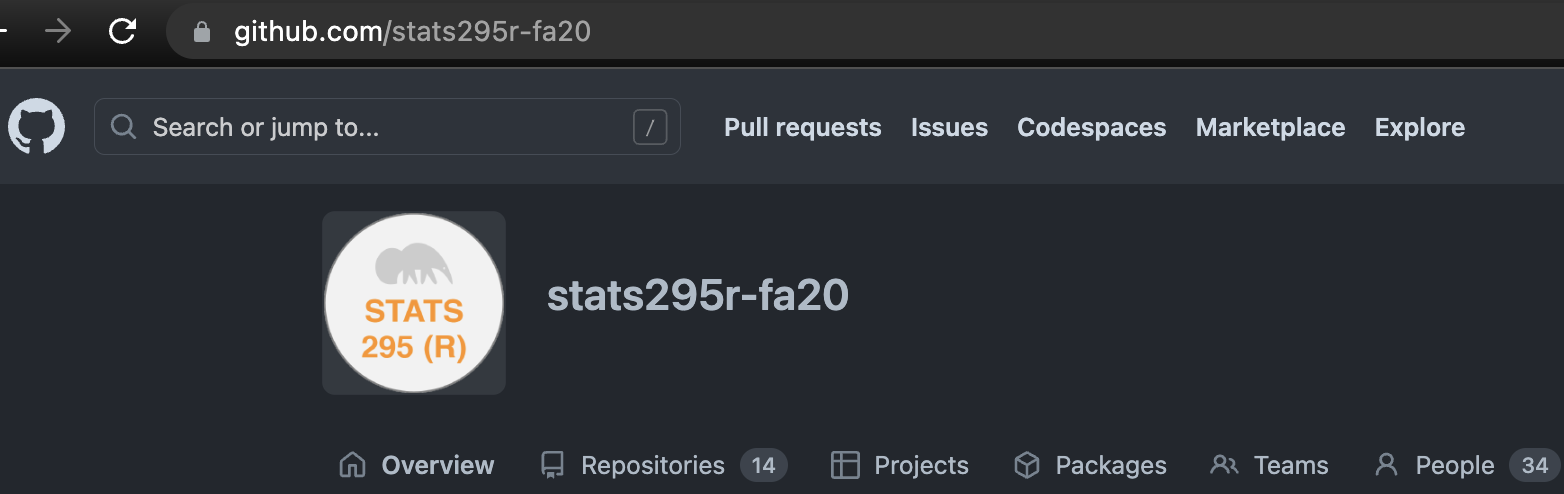 github.com/stats295r-fa20
Search or jump to... / Pull requests Issues Codespaces Marketplace Explore
STATS
295 (R)
stats295r-fa20
Overview Repositories 14 Projects Packages Teams People 34